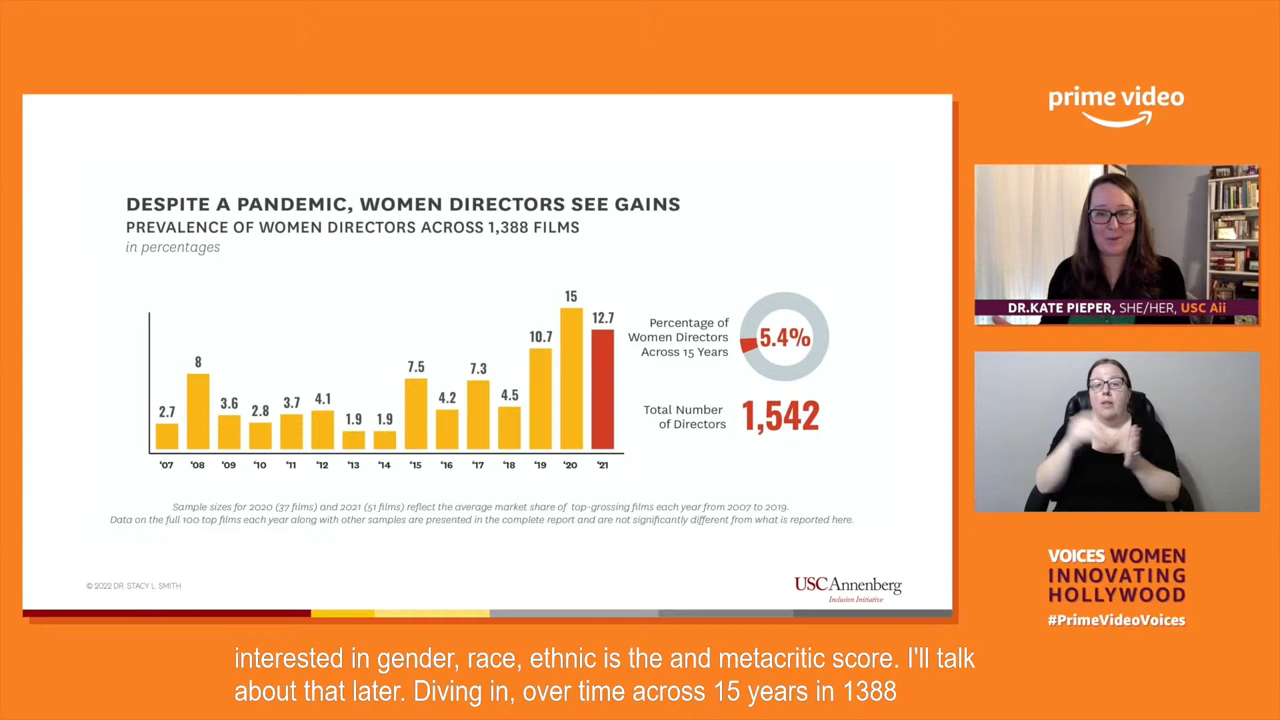 DESPITE A PANDEMIC, WOMEN DIRECTORS SEE GAINS
PREVALENCE OF WOMEN DIRECTORS ACROSS 1,388 FILMS
in percentages
2.7
8
3.6
2.8
3.7
4.1
1.9
1.9
7.5
4.2
7.3
4.5
10.7
15
12.7
'07
'08
'09
'10
'11
'12
'13
'14
'15
'16
'17
'18
'19
'20
'21
Percentage of
Women Directors
Across 15 Years
5.4%
Total Number
of Directors
1,542
Sample sizes for 2020 (37 films) and 2021 (51 films) reflect the average market share of top-grossing films each year from 2007 to 2019.
Data on the full 100 top films each year along with other samples are presented in the complete report and are not significantly different from what is reported here.
© 2022 DR. STACY L. SMITH
USC Annenberg
Inclusion Initiative
prime video
DR.KATE PIEPER, SHE/HER, USC Aii
VOICES WOMEN
INNOVATING
HOLLYWOOD
#PrimeVideoVoices
interested in gender, race, ethnic is the and metacritic score. I'll talk
about that later. Diving in, over time across 15 years in 1388